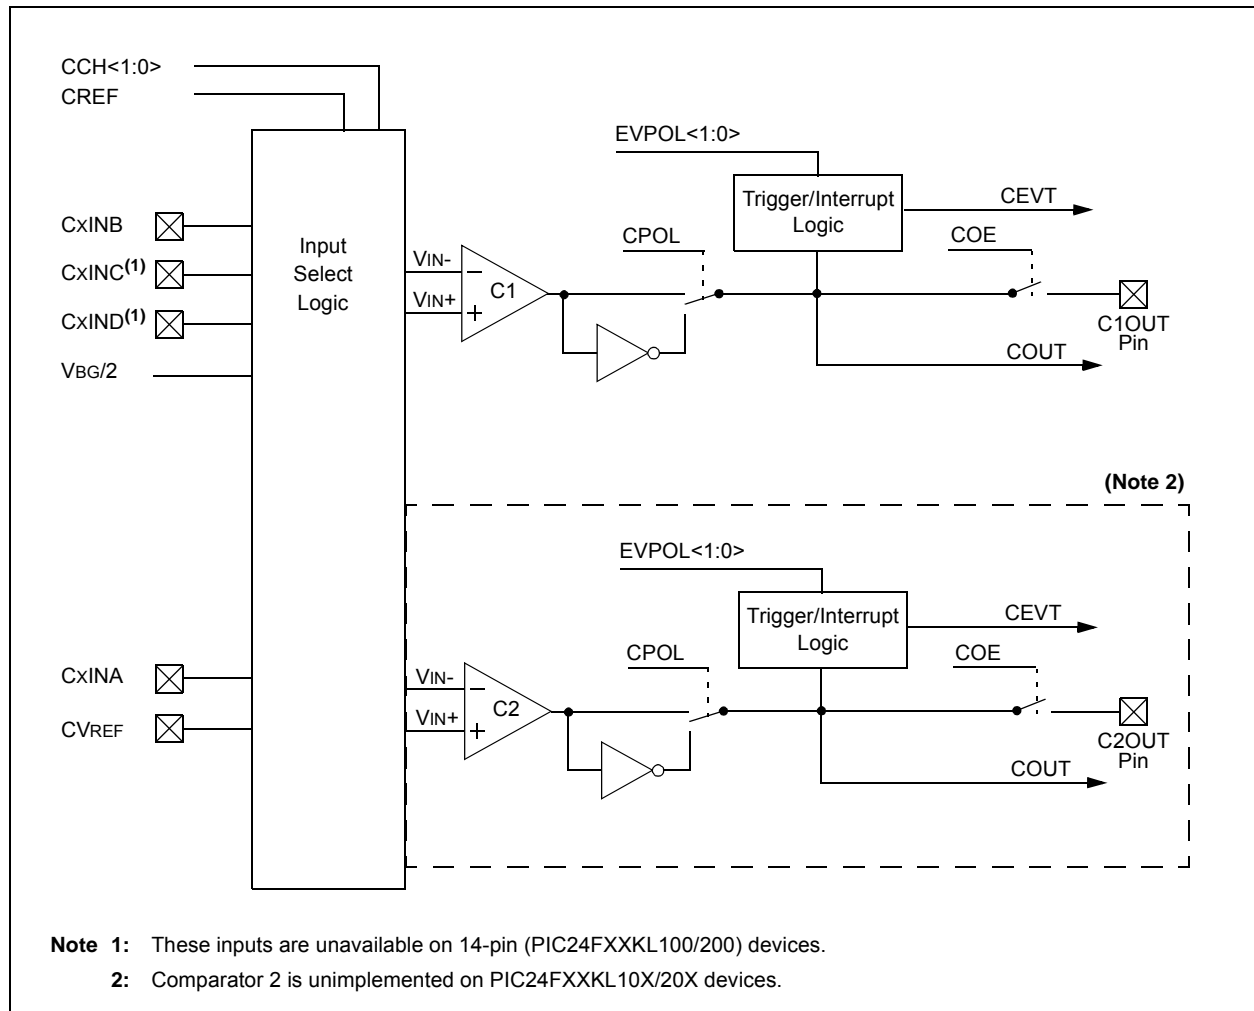 CCH<1:0>
CREF
EVPOL<1:0>
Trigger/Interrupt
Logic
CEVT
CxINB
CxINC(1)
CxIND(1)
VBG/2
Input
Select
Logic
VIN-
VIN+
C1
CPOL
COE
C1OUT
Pin
COUT
(Note 2)
EVPOL<1:0>
Trigger/Interrupt
Logic
CEVT
CxINA
CVREF
VIN-
VIN+
C2
CPOL
COE
C2OUT
Pin
COUT
Note 1: These inputs are unavailable on 14-pin (PIC24FXXKL100/200) devices.
2: Comparator 2 is unimplemented on PIC24FXXKL10X/20X devices.